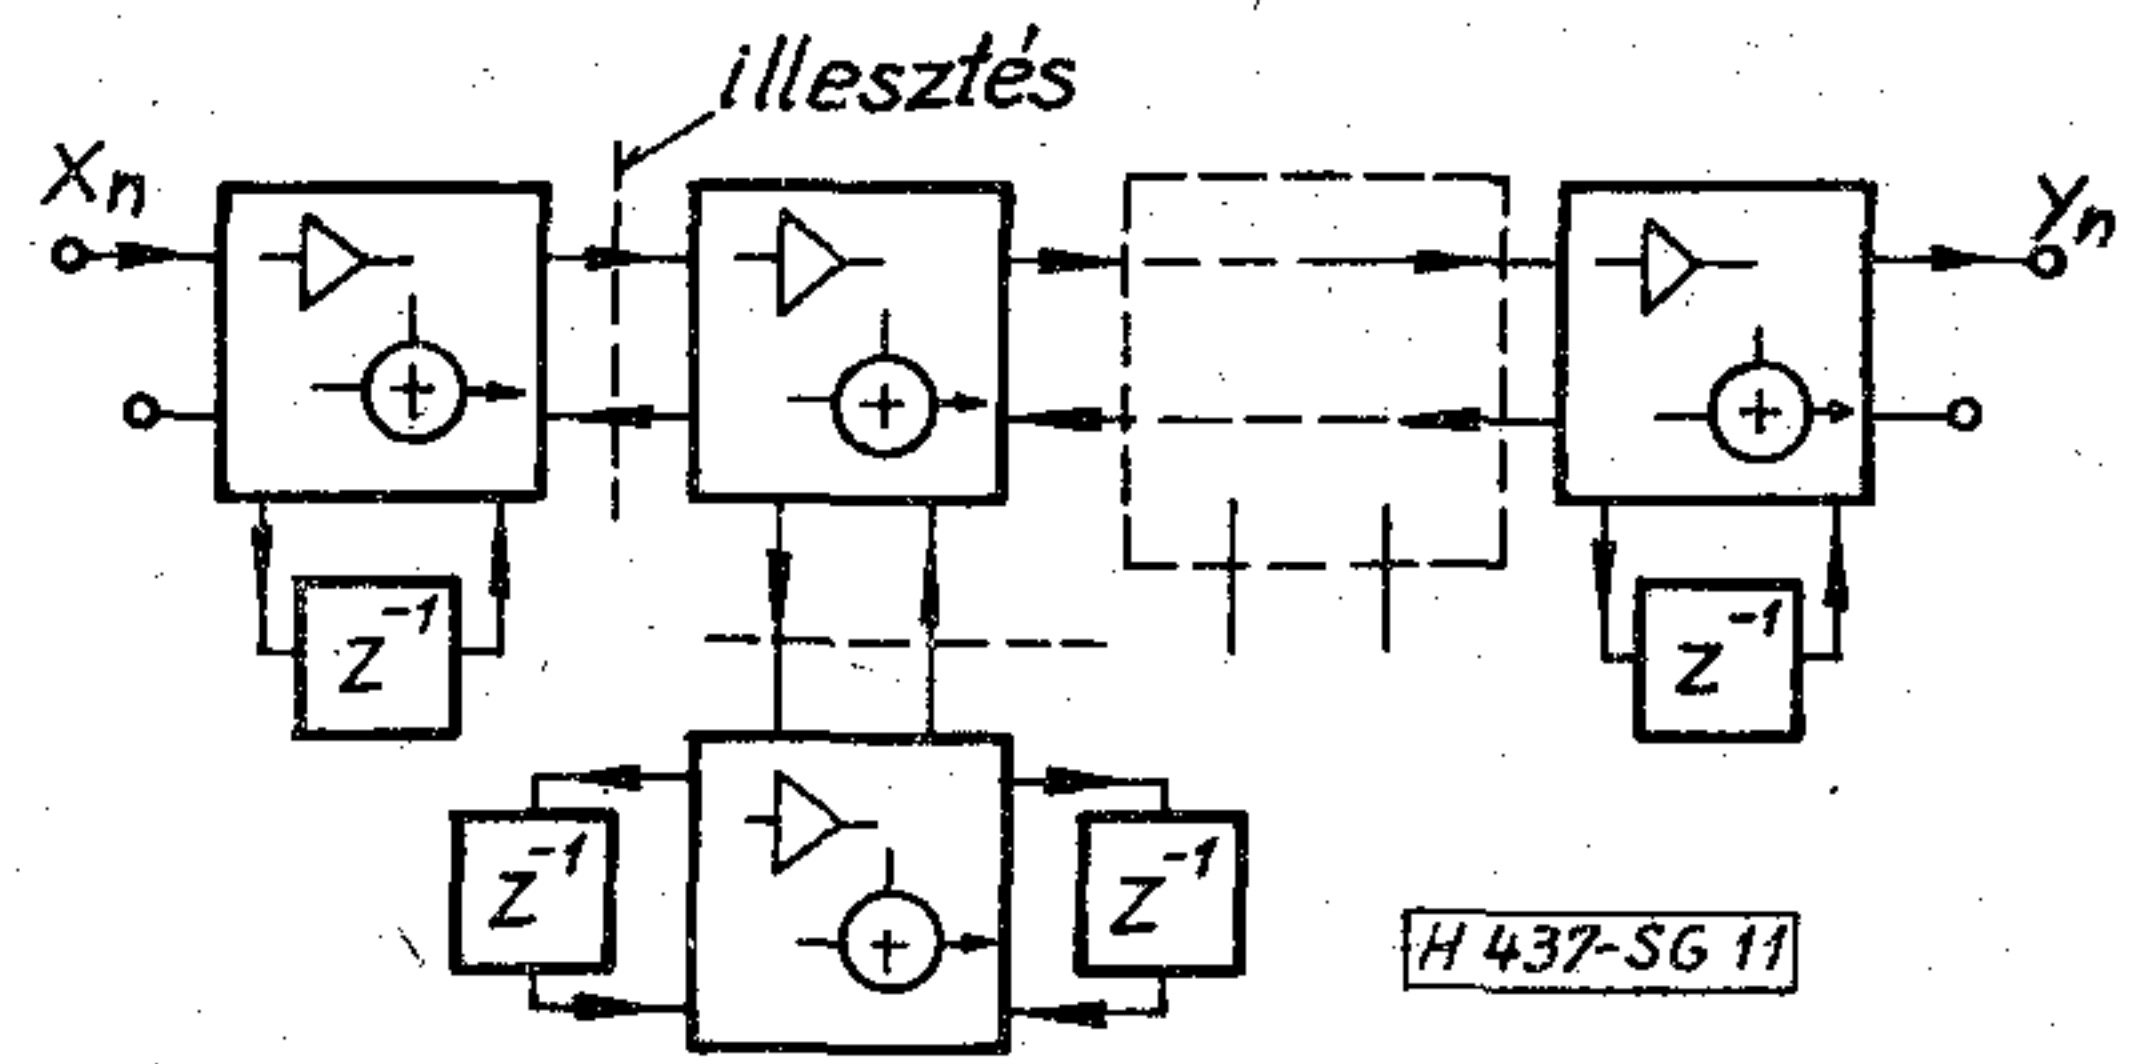 illesztés
Xn
Yn
+
+
+
z⁻¹
z⁻¹
z⁻¹
+
z⁻¹
H 437-SG 11